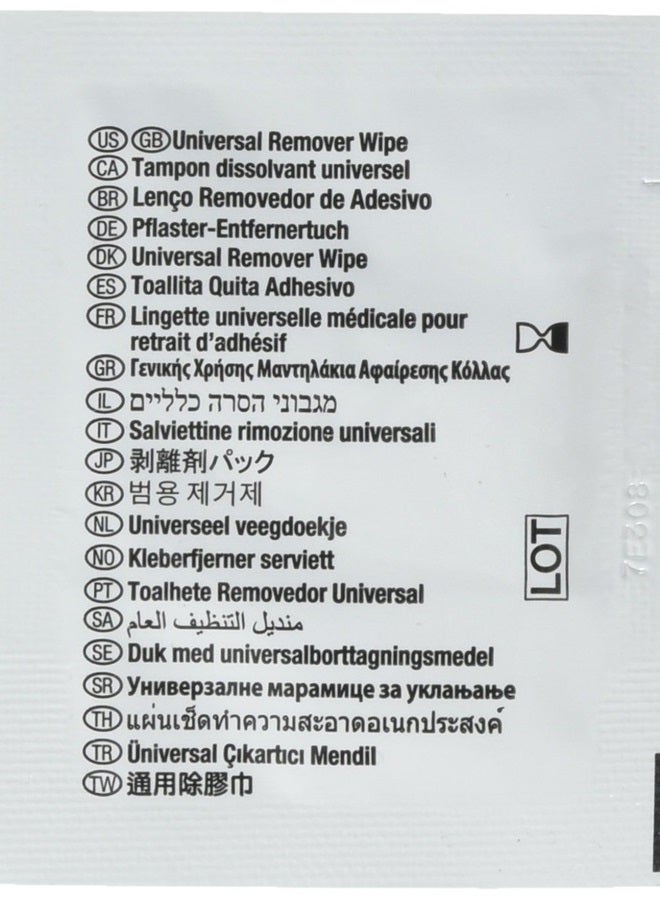 US GB Universal Remover Wipe
CA Tampon dissolvant universel
BR Lenço Removedor de Adesivo
DE Pflaster-Entfernertuch
DK Universal Remover Wipe
ES Toallita Quita Adhesivo
FR Lingette universelle médicale pour
retrait d’adhésif
GR Γενικής Χρήσης Μαντηλάκια Αφαίρεσης Κόλλας
IL מגבוני הסרה כלליים
IT Salviettine rimozione universali
JP 剥離剤パック
KR 범용 제거제
NL Universeel veegdoekje
NO Kleberfjerner serviett
PT Toalhete Removedor Universal
SA منديل التنظيف العام
SE Duk med universalborttagningsmedel
SR Универзалне марамице за уклањање
TH แผ่นเช็ดทำความสะอาดอเนกประสงค์
TR Üniversal Çıkartıcı Mendil
TW 通用除膠巾
LOT